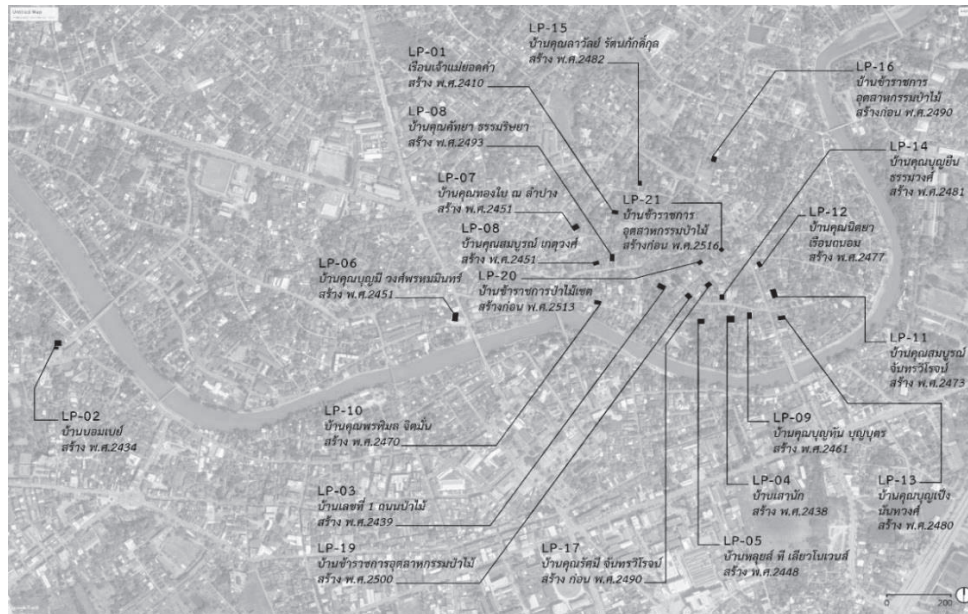 LP-15
บ้านคุณลาวัลย์ รัตนภักดิ์กุล
สร้าง พ.ศ.2482
LP-01
เรือนเจ้าแม่ยอดคำ
สร้าง พ.ศ.2410
LP-16
บ้านข้าราชการ
อุตสาหกรรมป่าไม้
สร้างก่อน พ.ศ.2490
LP-08
บ้านคุณคัทยา ธรรมริษยา
สร้าง พ.ศ.2493
LP-14
บ้านคุณบุญยืน
ธรรมวงศ์
สร้าง พ.ศ.2481
LP-07
บ้านคุณทองใบ ณ ลำปาง
สร้าง พ.ศ.2451
LP-21
บ้านข้าราชการ
อุตสาหกรรมป่าไม้
สร้างก่อน พ.ศ.2516
LP-12
บ้านคุณนิตยา
เรือนถนอม
สร้าง พ.ศ.2477
LP-08
บ้านคุณสมบูรณ์ เกตุวงศ์
สร้าง พ.ศ.2451
LP-06
บ้านคุณบุญมี วงศ์พรหมมินทร์
สร้าง พ.ศ.2451
LP-20
บ้านข้าราชการป่าไม้เขต
สร้างก่อน พ.ศ.2513
LP-11
บ้านคุณสมบูรณ์
จันทรวิโรจน์
สร้าง พ.ศ.2473
LP-02
บ้านบอมเบย์
สร้าง พ.ศ.2434
LP-10
บ้านคุณพรพิมล จิตมั่น
สร้าง พ.ศ.2470
LP-09
บ้านคุณบุญทัน บุญบุตร
สร้าง พ.ศ.2461
LP-03
บ้านเลขที่ 1 ถนนป่าไม้
สร้าง พ.ศ.2439
LP-04
บ้านเสานัก
สร้าง พ.ศ.2438
LP-13
บ้านคุณบุญเป็ง
นันทวงศ์
สร้าง พ.ศ.2480
LP-19
บ้านข้าราชการอุตสาหกรรมป่าไม้
สร้าง พ.ศ.2500
LP-17
บ้านคุณรัศมี จันทรวิโรจน์
สร้าง ก่อน พ.ศ.2490
LP-05
บ้านหลุยส์ ที เลียวโนเวนส์
สร้าง พ.ศ.2448
0 200